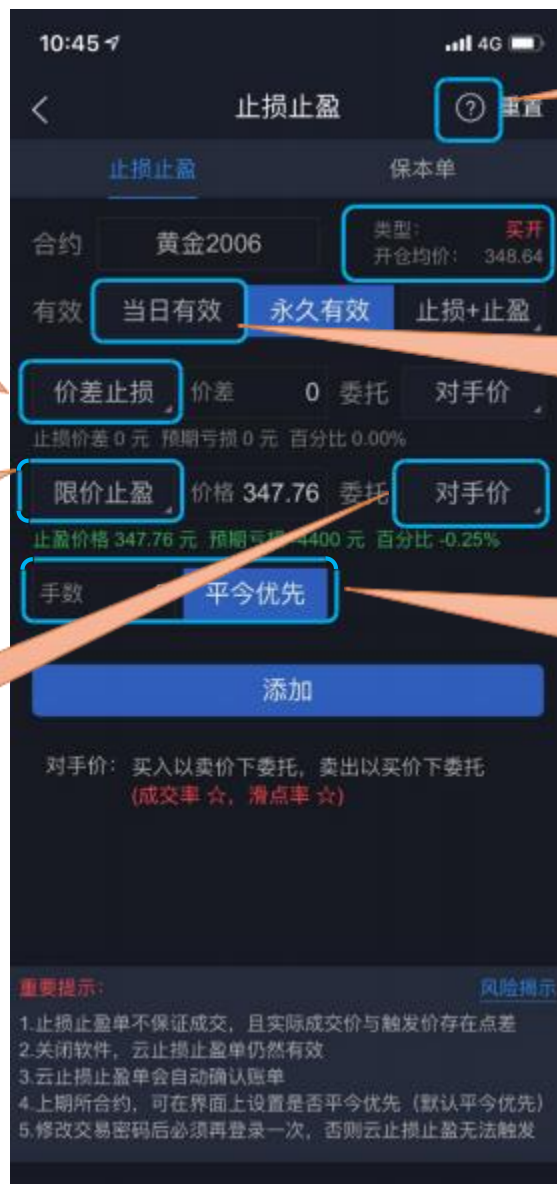 10:45 4G
止损止盈 ? 重置
止损止盈 保本单
合约 黄金2006 类型: 买开
开仓均价: 348.64
有效 当日有效 永久有效 止损+止盈
价差止损 价差 0 委托 对手价
止损价差 0 元 预期亏损 0 元 百分比 0.00%
限价止盈 价格 347.76 委托 对手价
止盈价格 347.76 元 预期亏损 4400 元 百分比 -0.25%
手数 平今优先
添加
对手价: 买入以卖价下委托, 卖出以买价下委托
(成交率 ☆, 滑点率 ☆)
重要提示: 风险揭示
1.止损止盈单不保证成交, 且实际成交价与触发价存在点差
2.关闭软件, 云止损止盈单仍然有效
3.云止损止盈单会自动确认账单
4.上期所合约, 可在界面上设置是否平今优先 (默认平今优先)
5.修改交易密码后必须再登录一次, 否则云止损止盈无法触发